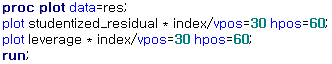 proc plot data=res;
plot studentized_residual * index/vpos=30 hpos=60;
plot leverage * index/vpos=30 hpos=60;
run;